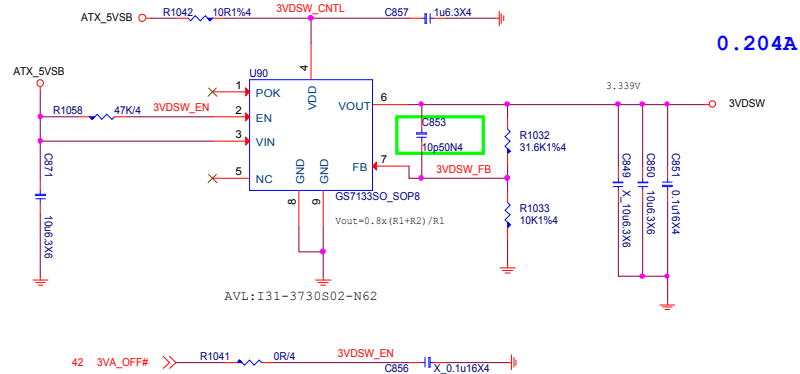 ATX_5VSB
R1042
10R1%4
3VDSW_CNTL
C857
1u6.3X4
0.204A
ATX_5VSB
U90
4
3.339V
1
POK
VDD
VOUT
6
3VDSW
R1058
47K/4
3VDSW_EN
2
EN
C853
10p50N4
3
VIN
R1032
31.6K1%4
C871
10u6.3X6
5
NC
GND
GND
FB
7
3VDSW_FB
C849
X_10u6.3X6
C850
10u6.3X6
C851
0.1u16X4
8
9
GS7133SO_SOP8
R1033
10K1%4
Vout=0.8x(R1+R2)/R1
AVL:I31-3730S02-N62
42
3VA_OFF#
R1041
0R/4
3VDSW_EN
C856
X_0.1u16X4